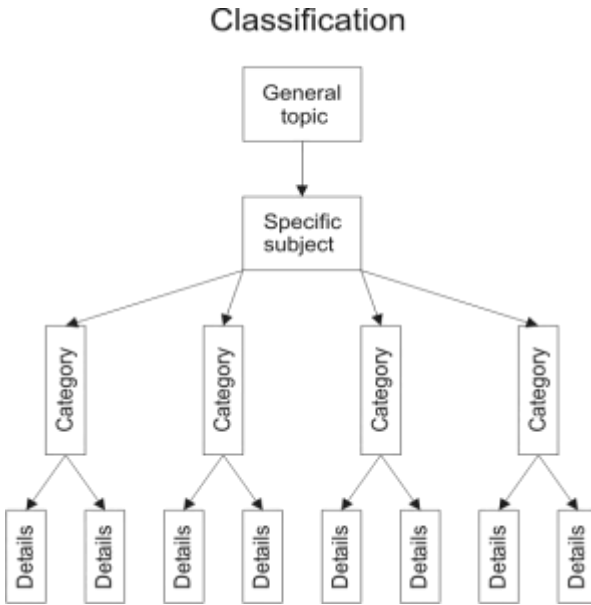 Classification
General
topic
Specific
subject
Category
Category
Category
Category
Details
Details
Details
Details
Details
Details
Details
Details